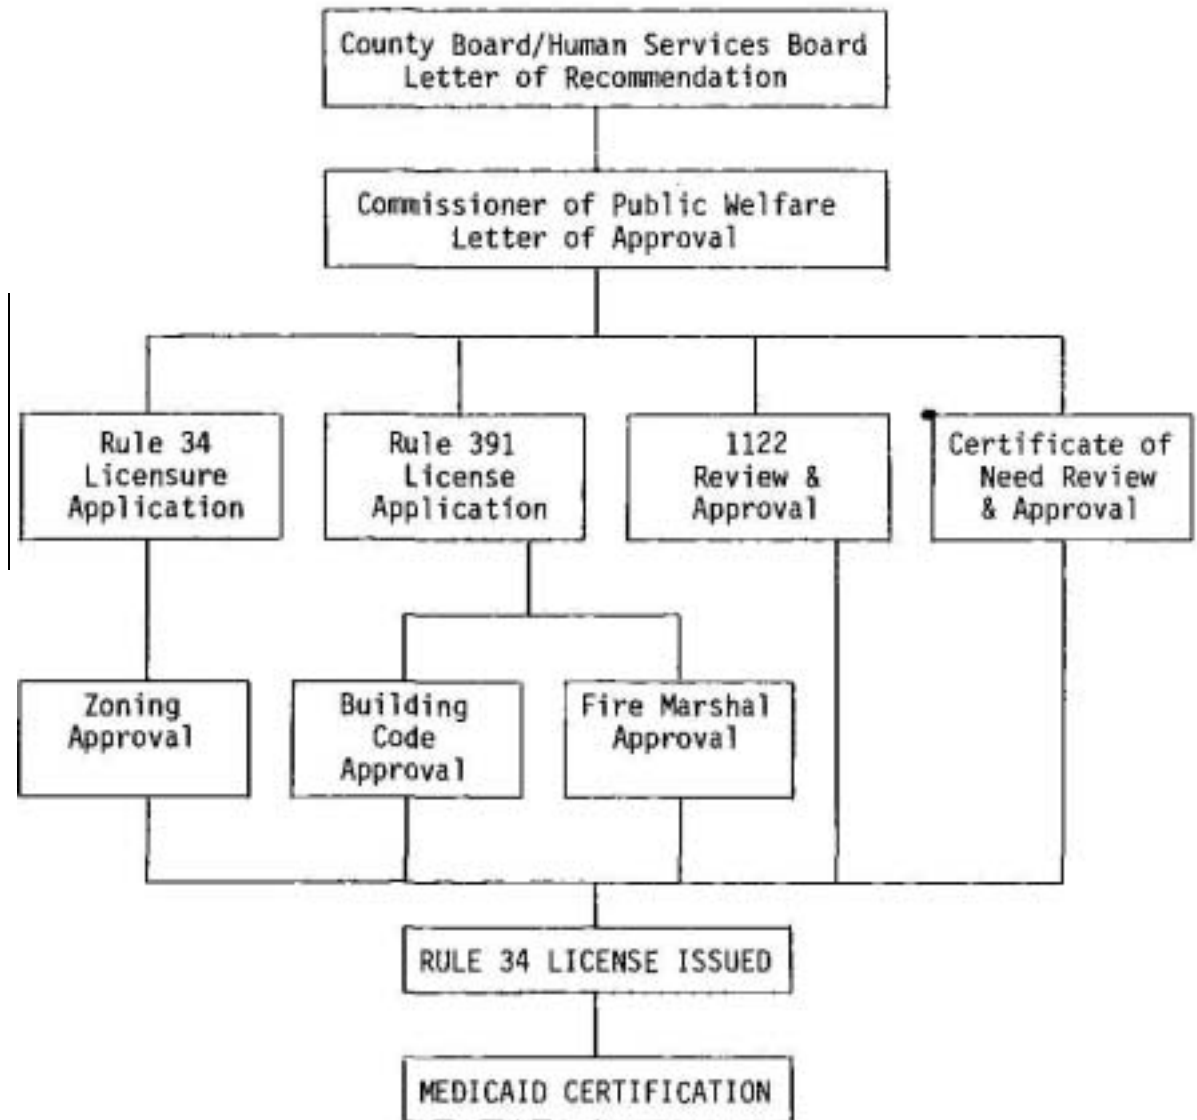 County Board/Human Services Board
Letter of Recommendation
Commissioner of Public Welfare
Letter of Approval
Rule 34
Licensure
Application
Rule 391
License
Application
1122
Review &
Approval
Certificate of
Need Review
& Approval
Zoning
Approval
Building
Code
Approval
Fire Marshal
Approval
RULE 34 LICENSE ISSUED
MEDICAID CERTIFICATION